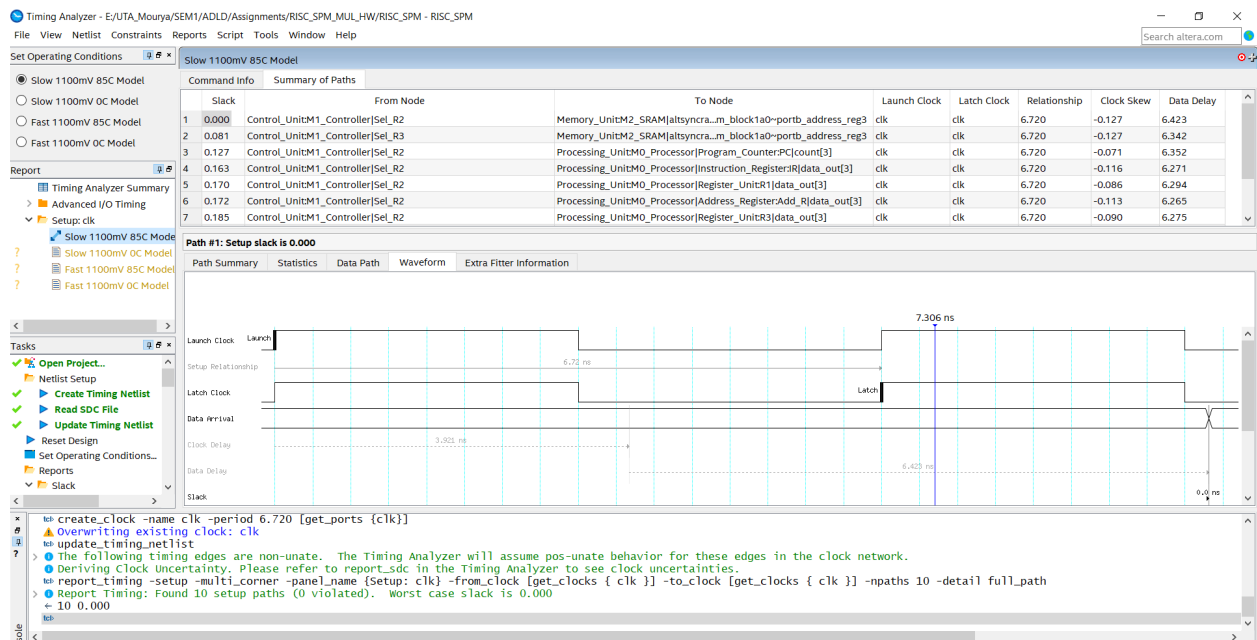 Timing Analyzer - E:/UTA_Mourya/SEM1/ADLD/Assignments/RISC_SPM_MUL_HW/RISC_SPM - RISC_SPM
File View Netlist Constraints Reports Script Tools Window Help
Search altera.com
Set Operating Conditions
Slow 1100mV 85C Model
Slow 1100mV 0C Model
Fast 1100mV 85C Model
Fast 1100mV 0C Model
Report
Timing Analyzer Summary
Advanced I/O Timing
Setup: clk
Slow 1100mV 85C Mode
? Slow 1100mV 0C Model
? Fast 1100mV 85C Model
? Fast 1100mV 0C Model
Tasks
Open Project...
Netlist Setup
Create Timing Netlist
Read SDC File
Update Timing Netlist
Reset Design
Set Operating Conditions...
Reports
Slack
Slow 1100mV 85C Model
Command Info Summary of Paths
Slack From Node To Node Launch Clock Latch Clock Relationship Clock Skew Data Delay
1 0.000 Control_Unit:M1_Controller|Sel_R2 Memory_Unit:M2_SRAM|altsyncra...m_block1a0~portb_address_reg3 clk clk 6.720 -0.127 6.423
2 0.081 Control_Unit:M1_Controller|Sel_R3 Memory_Unit:M2_SRAM|altsyncra...m_block1a0~portb_address_reg3 clk clk 6.720 -0.127 6.342
3 0.127 Control_Unit:M1_Controller|Sel_R2 Processing_Unit:M0_Processor|Program_Counter:PC|count[3] clk clk 6.720 -0.071 6.352
4 0.163 Control_Unit:M1_Controller|Sel_R2 Processing_Unit:M0_Processor|Instruction_Register:IR|data_out[3] clk clk 6.720 -0.116 6.271
5 0.170 Control_Unit:M1_Controller|Sel_R2 Processing_Unit:M0_Processor|Register_Unit:R1|data_out[3] clk clk 6.720 -0.086 6.294
6 0.172 Control_Unit:M1_Controller|Sel_R2 Processing_Unit:M0_Processor|Address_Register:Add_R|data_out[3] clk clk 6.720 -0.113 6.265
7 0.185 Control_Unit:M1_Controller|Sel_R2 Processing_Unit:M0_Processor|Register_Unit:R3|data_out[3] clk clk 6.720 -0.090 6.275
Path #1: Setup slack is 0.000
Path Summary Statistics Data Path Waveform Extra Fitter Information
7.306 ns
Launch Clock Launch
Setup Relationship 6.72 ns
Latch Clock Latch
Data Arrival
Clock Delay 3.921 ns
Data Delay 6.423 ns
Slack 0.0 ns
tcl> create_clock -name clk -period 6.720 [get_ports {clk}]
Overwriting existing clock: clk
tcl> update_timing_netlist
The following timing edges are non-unate. The Timing Analyzer will assume pos-unate behavior for these edges in the clock network.
Deriving Clock Uncertainty. Please refer to report_sdc in the Timing Analyzer to see clock uncertainties.
tcl> report_timing -setup -multi_corner -panel_name {Setup: clk} -from_clock [get_clocks { clk }] -to_clock [get_clocks { clk }] -npaths 10 -detail full_path
Report Timing: Found 10 setup paths (0 violated). Worst case slack is 0.000
← 10 0.000
tcl>